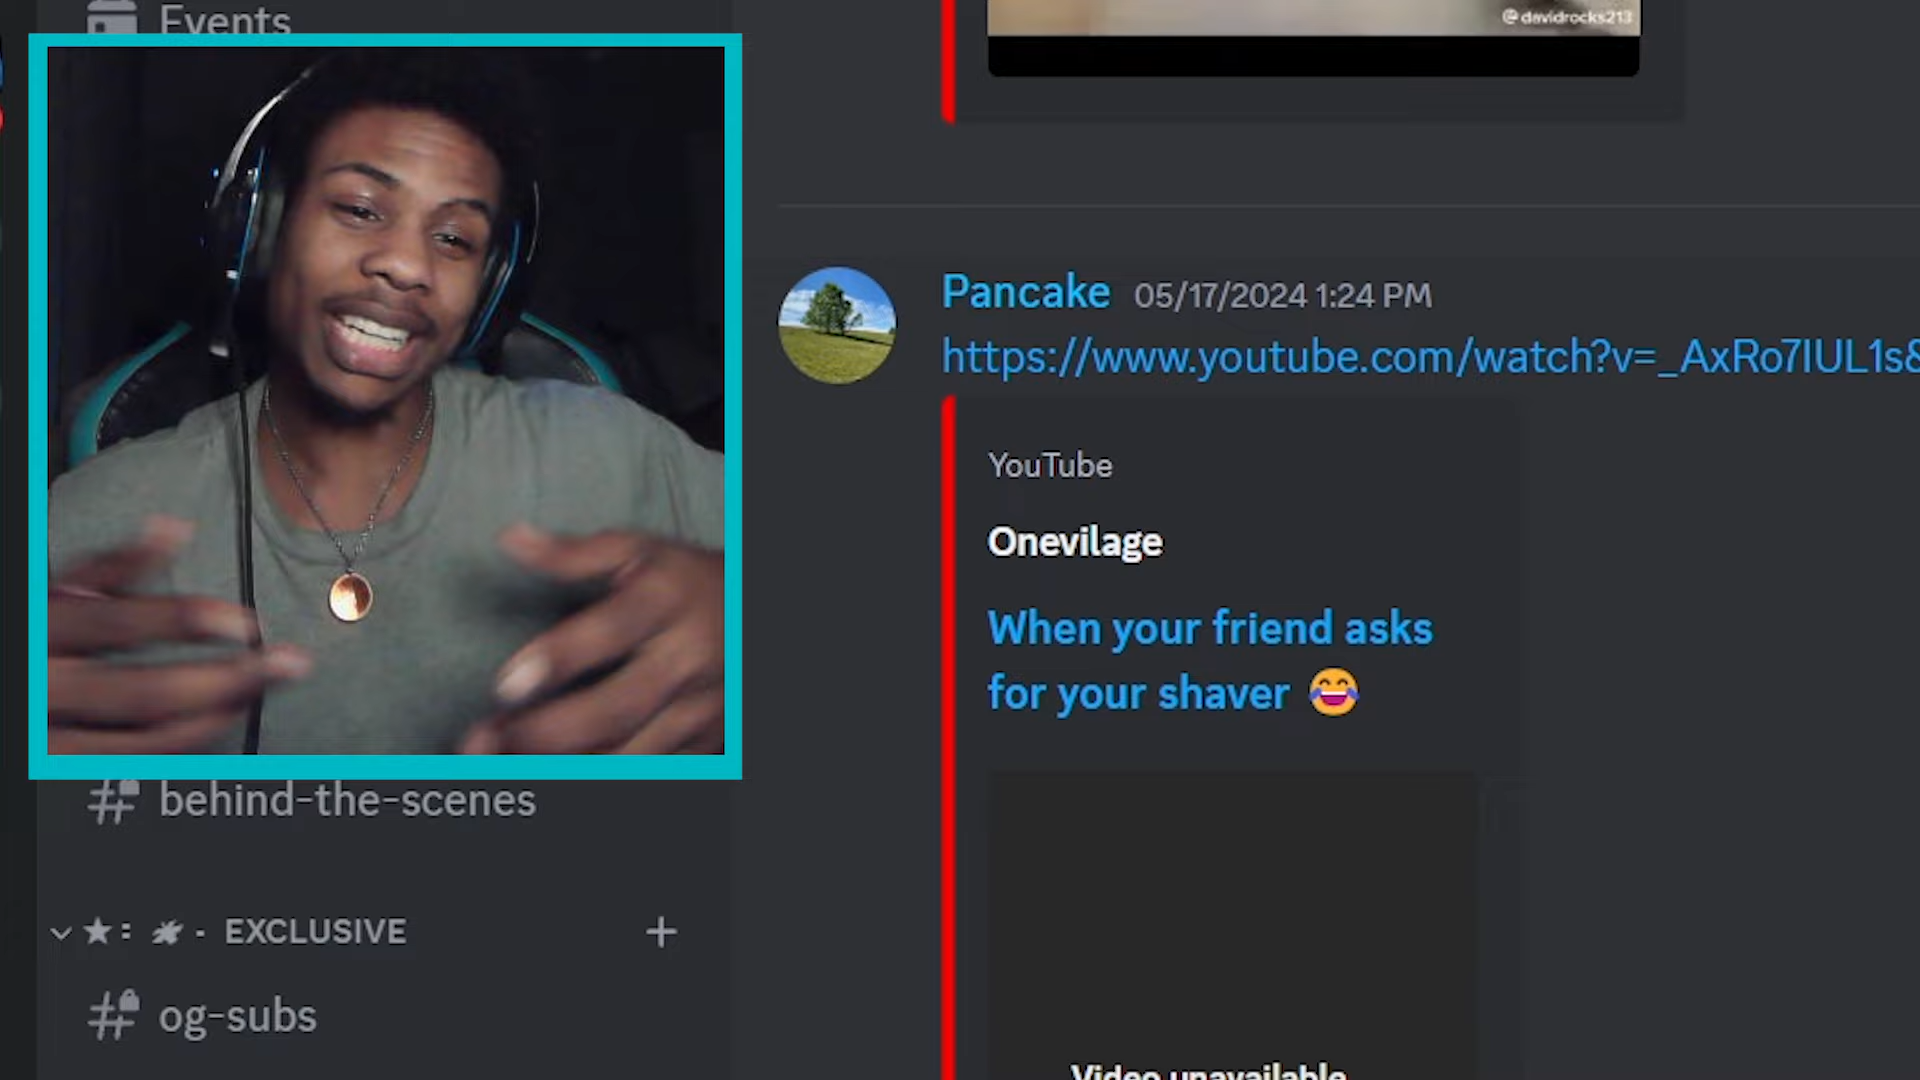 Events
@davidrocks213
Pancake 05/17/2024 1:24 PM
https://www.youtube.com/watch?v=_AxRo7IUL1s&
YouTube
Onevilage
When your friend asks
for your shaver 😂
behind-the-scenes
EXCLUSIVE
og-subs
Video unavailable